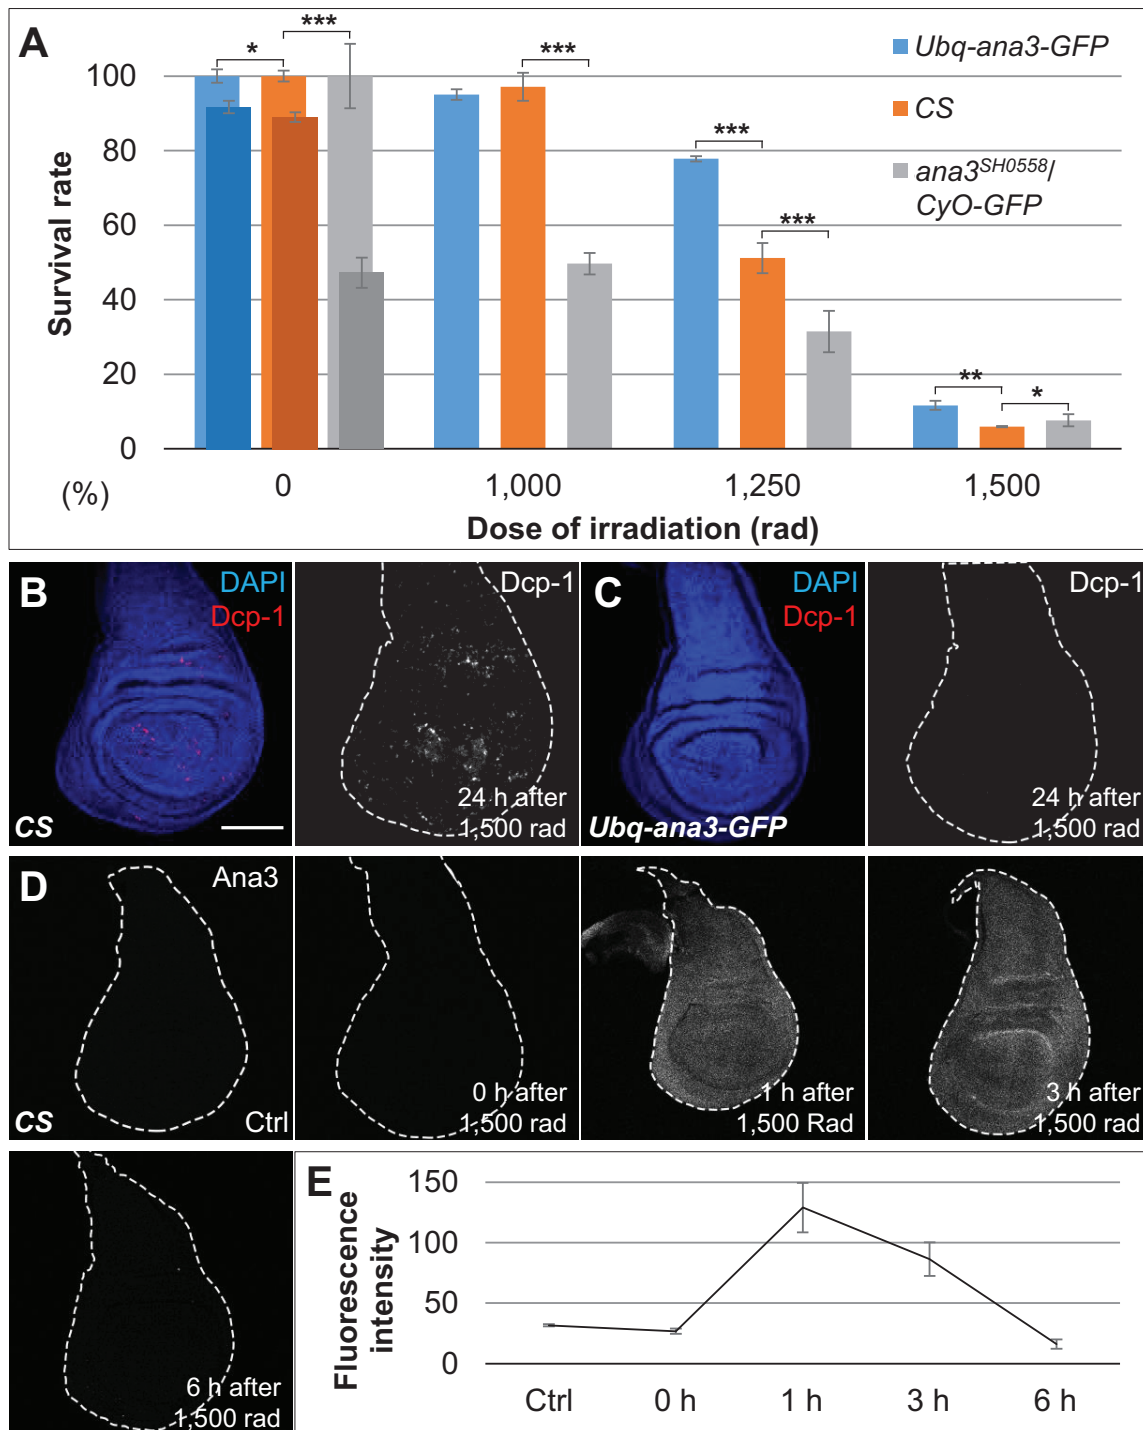 A
Ubq-ana3-GFP
CS
ana3^SH0558/
CyO-GFP
* *** *** *** *** ** *
Survival rate
100
80
60
40
20
0
(%)
0 1,000 1,250 1,500
Dose of irradiation (rad)
B
DAPI
Dcp-1
CS
Dcp-1
24 h after
1,500 rad
C
DAPI
Dcp-1
Ubq-ana3-GFP
Dcp-1
24 h after
1,500 rad
D
Ana3
CS
Ctrl
0 h after
1,500 rad
1 h after
1,500 Rad
3 h after
1,500 rad
6 h after
1,500 rad
E
Fluorescence
intensity
150
100
50
0
Ctrl 0 h 1 h 3 h 6 h